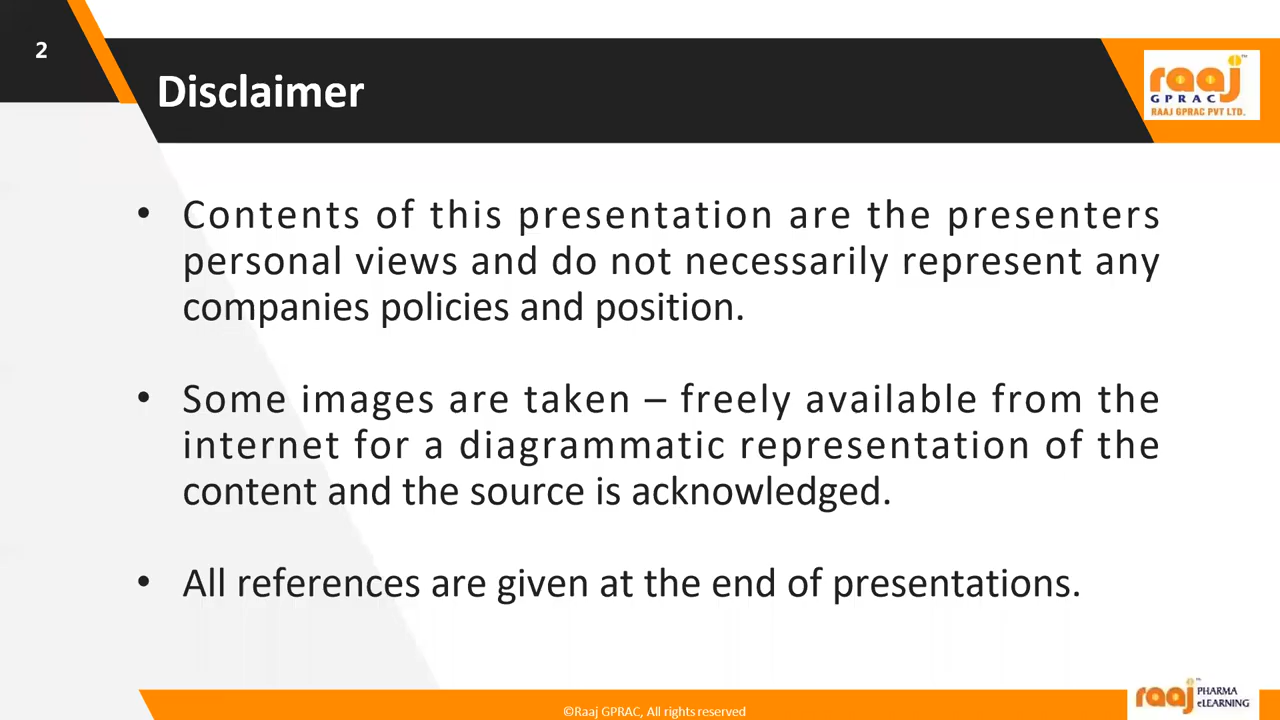 2
Disclaimer
raaj™
GPRAC
RAAJ GPRAC PVT LTD.
• Contents of this presentation are the presenters
personal views and do not necessarily represent any
companies policies and position.
• Some images are taken – freely available from the
internet for a diagrammatic representation of the
content and the source is acknowledged.
• All references are given at the end of presentations.
©Raaj GPRAC, All rights reserved
raaj™ PHARMA
eLEARNING